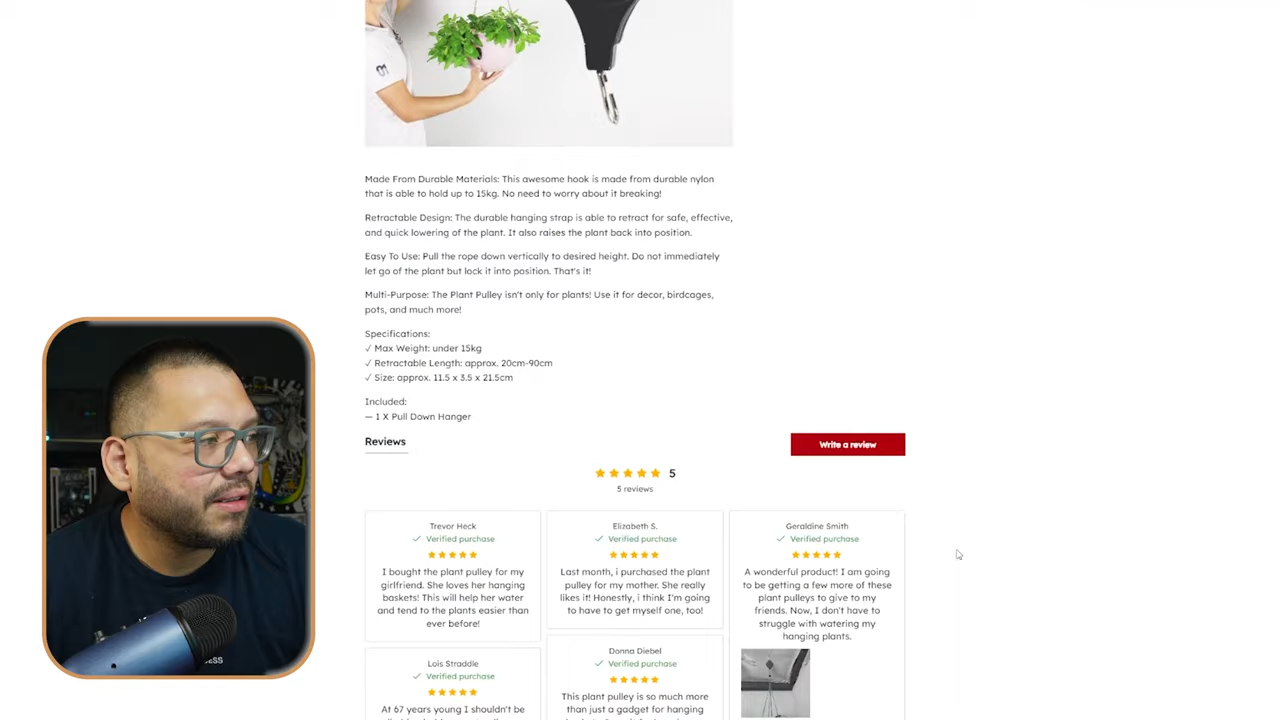 Made From Durable Materials: This awesome hook is made from durable nylon
that is able to hold up to 15kg. No need to worry about it breaking!
Retractable Design: The durable hanging strap is able to retract for safe, effective,
and quick lowering of the plant. It also raises the plant back into position.
Easy To Use: Pull the rope down vertically to desired height. Do not immediately
let go of the plant but lock it into position. That's it!
Multi-Purpose: The Plant Pulley isn't only for plants! Use it for decor, birdcages,
pots, and much more!
Specifications:
✓ Max Weight: under 15kg
✓ Retractable Length: approx. 20cm-90cm
✓ Size: approx. 11.5 x 3.5 x 21.5cm
Included:
— 1 X Pull Down Hanger
Reviews
Write a review
5
5 reviews
Trevor Heck
Verified purchase
I bought the plant pulley for my
girlfriend. She loves her hanging
baskets! This will help her water
and tend to the plants easier than
ever before!
Elizabeth S.
Verified purchase
Last month, i purchased the plant
pulley for my mother. She really
likes it! Honestly, i think I'm going
to have to get myself one, too!
Geraldine Smith
Verified purchase
A wonderful product! I am going
to be getting a few more of these
plant pulleys to give to my
friends. Now, I don't have to
struggle with watering my
hanging plants.
Lois Straddle
Verified purchase
At 67 years young I shouldn't be
Donna Diebel
Verified purchase
This plant pulley is so much more
than just a gadget for hanging